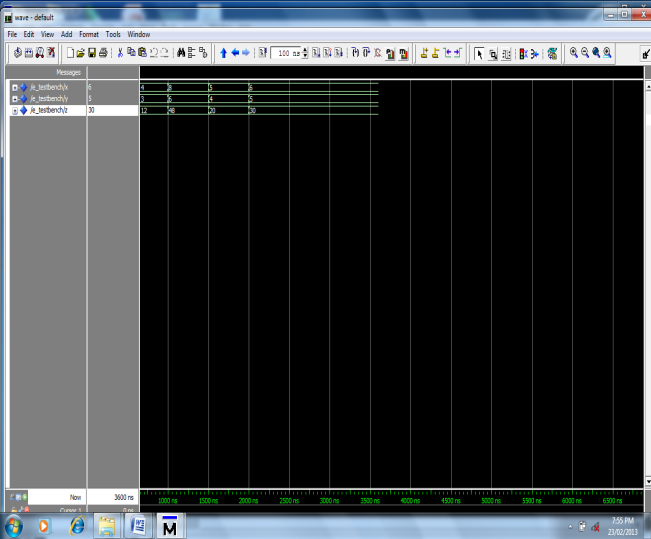 wave - default
File Edit View Add Format Tools Window
100 ns
Messages
/e_testbench/x 6 4 8 5 6
/e_testbench/y 5 3 6 4 5
/e_testbench/z 30 12 48 20 30
Now 3600 ns 1000 ns 1500 ns 2000 ns 2500 ns 3000 ns 3500 ns 4000 ns 4500 ns 5000 ns 5500 ns 6000 ns 6500 ns
Cursor 1 0 ns
7:55 PM
23/02/2013